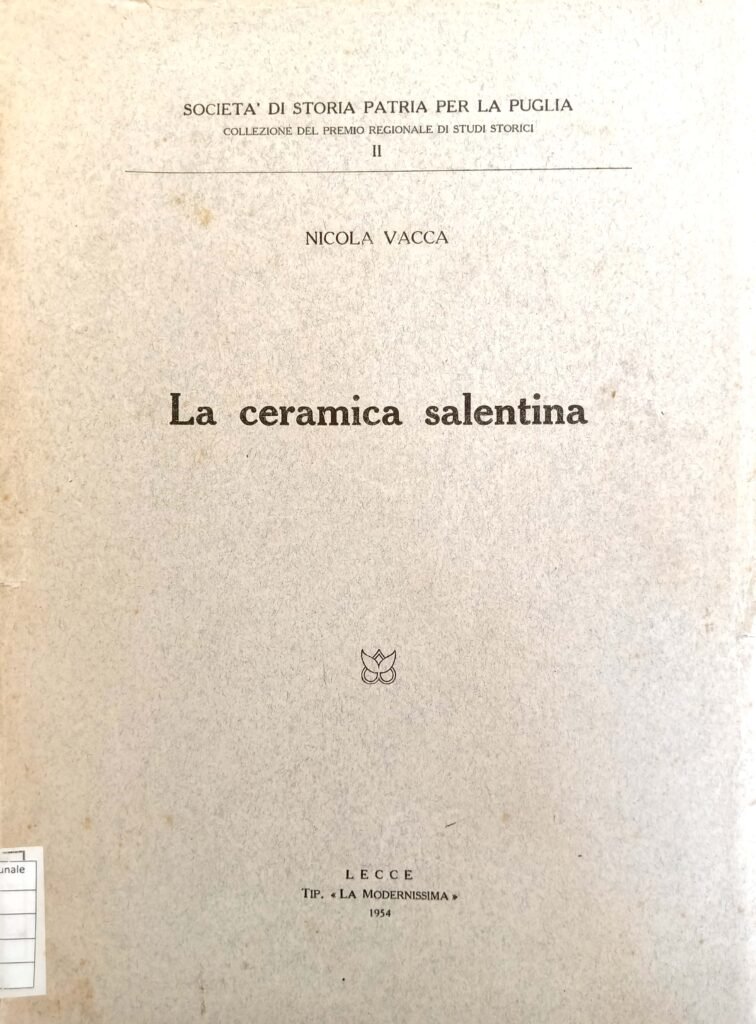 SOCIETA' DI STORIA PATRIA PER LA PUGLIA
COLLEZIONE DEL PREMIO REGIONALE DI STUDI STORICI
II
NICOLA VACCA
La ceramica salentina
LECCE
TIP. « LA MODERNISSIMA »
1954
unale